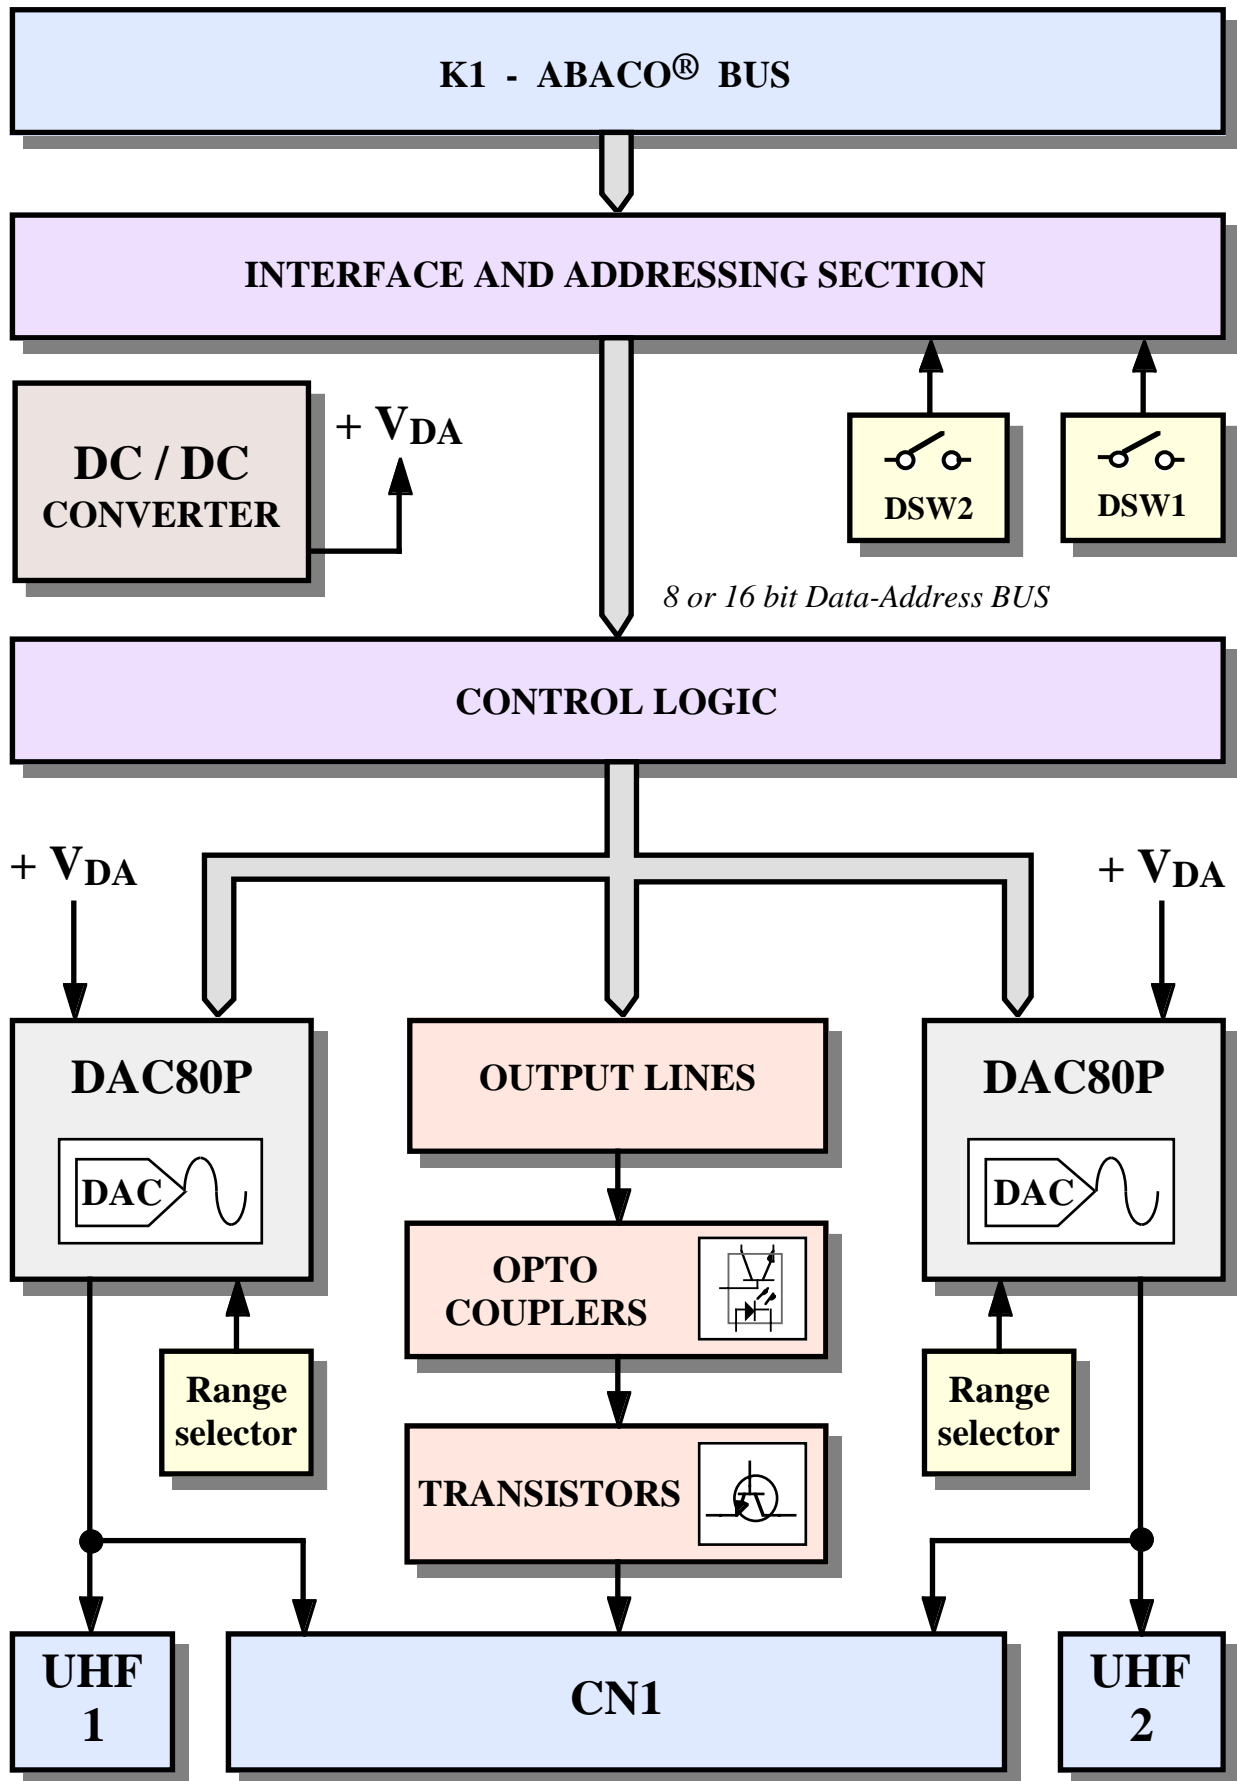 K1 - ABACO® BUS
INTERFACE AND ADDRESSING SECTION
DC / DC
CONVERTER
+ VDA
DSW2
DSW1
8 or 16 bit Data-Address BUS
CONTROL LOGIC
+ VDA
+ VDA
DAC80P
DAC
OUTPUT LINES
DAC80P
DAC
OPTO
COUPLERS
Range
selector
Range
selector
TRANSISTORS
UHF
1
CN1
UHF
2